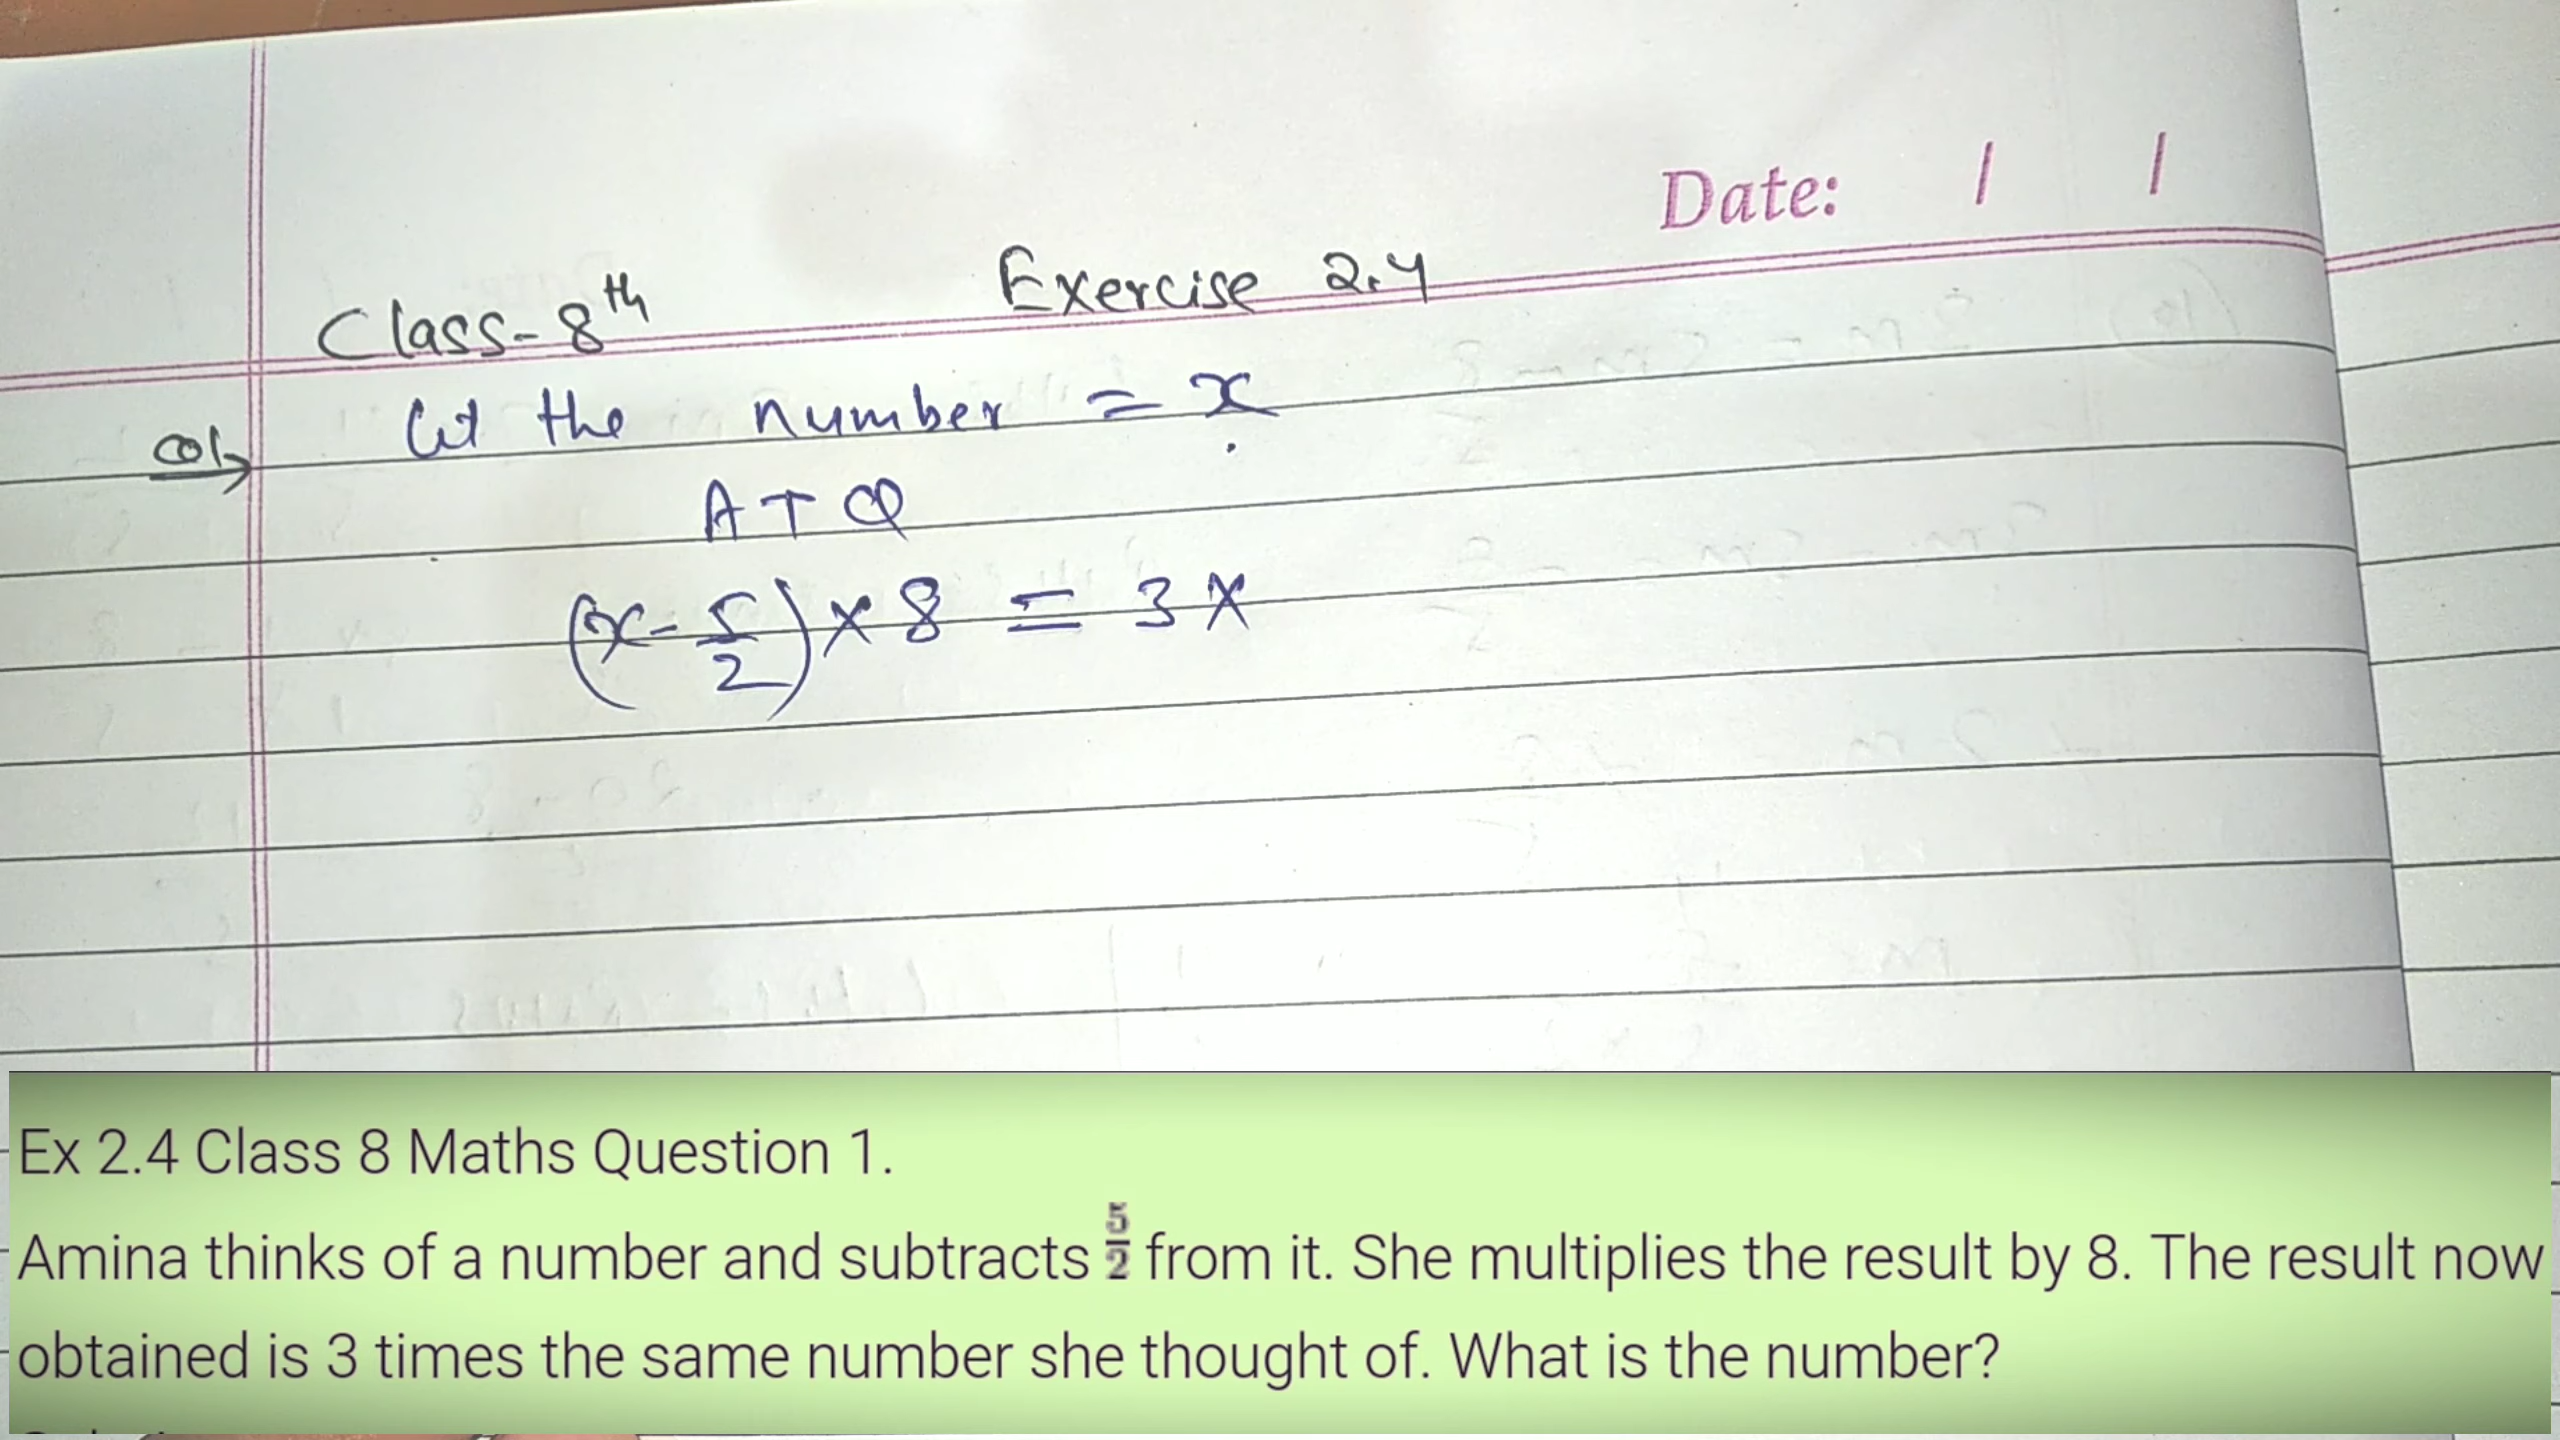 Date: / /
Class-8th Exercise 2.4
Sol→ Let the number = x
ATQ
(x - 5/2) × 8 = 3x
Ex 2.4 Class 8 Maths Question 1.
Amina thinks of a number and subtracts 5/2 from it. She multiplies the result by 8. The result now
obtained is 3 times the same number she thought of. What is the number?